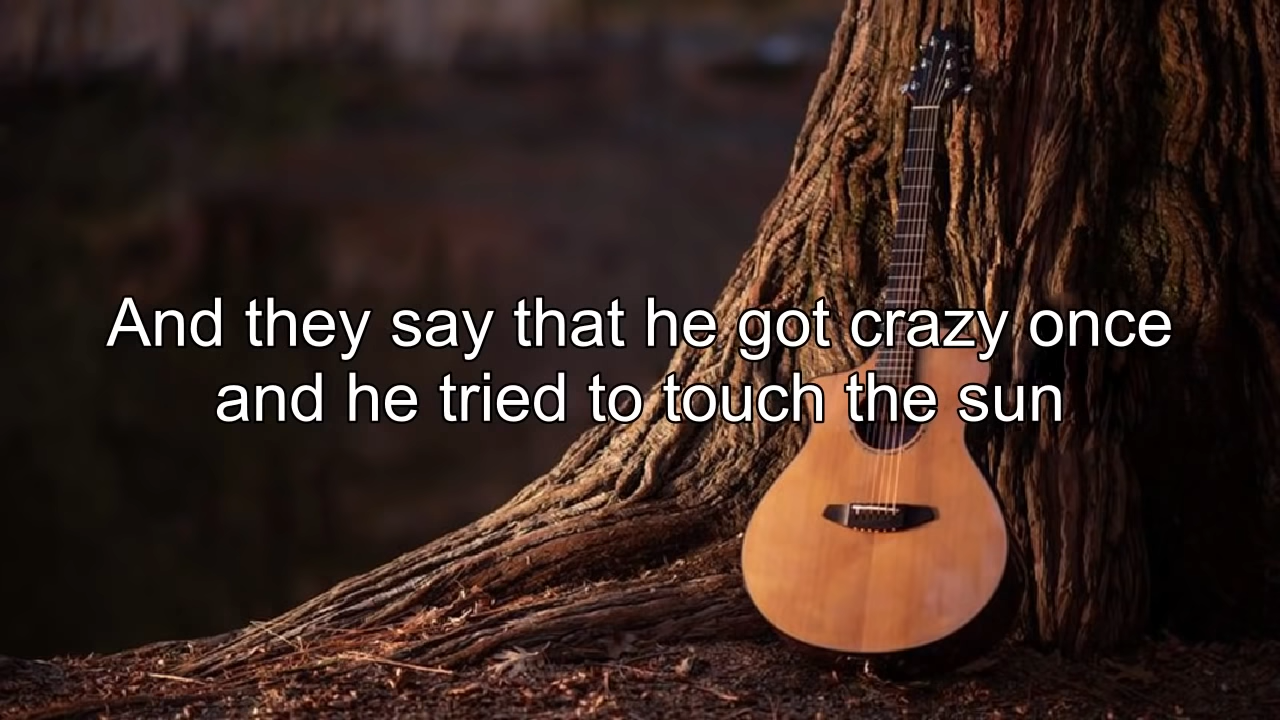 And they say that he got crazy once
and he tried to touch the sun